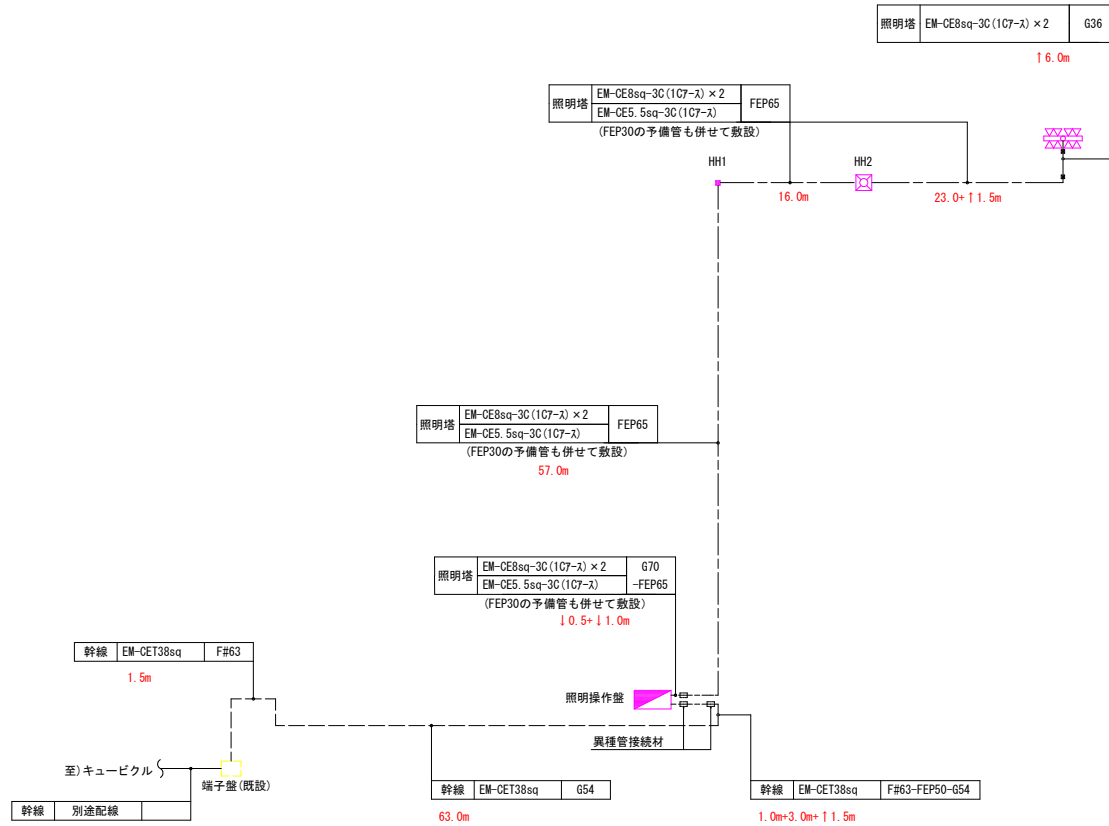 照明塔 EM-CE8sq-3C(1Cアース)×2 G36
↑6.0m
照明塔 EM-CE8sq-3C(1Cアース)×2 FEP65
EM-CE5.5sq-3C(1Cアース)
(FEP30の予備管も併せて敷設)
HH1 HH2
16.0m 23.0+↑1.5m
照明塔 EM-CE8sq-3C(1Cアース)×2 FEP65
EM-CE5.5sq-3C(1Cアース)
(FEP30の予備管も併せて敷設)
57.0m
照明塔 EM-CE8sq-3C(1Cアース)×2 G70
EM-CE5.5sq-3C(1Cアース) -FEP65
(FEP30の予備管も併せて敷設)
↓0.5+↓1.0m
幹線 EM-CET38sq F#63
1.5m
照明操作盤
異種管接続材
至)キュービクル
端子盤(既設)
幹線 別途配線
幹線 EM-CET38sq G54
63.0m
幹線 EM-CET38sq F#63-FEP50-G54
1.0m+3.0m+↑1.5m